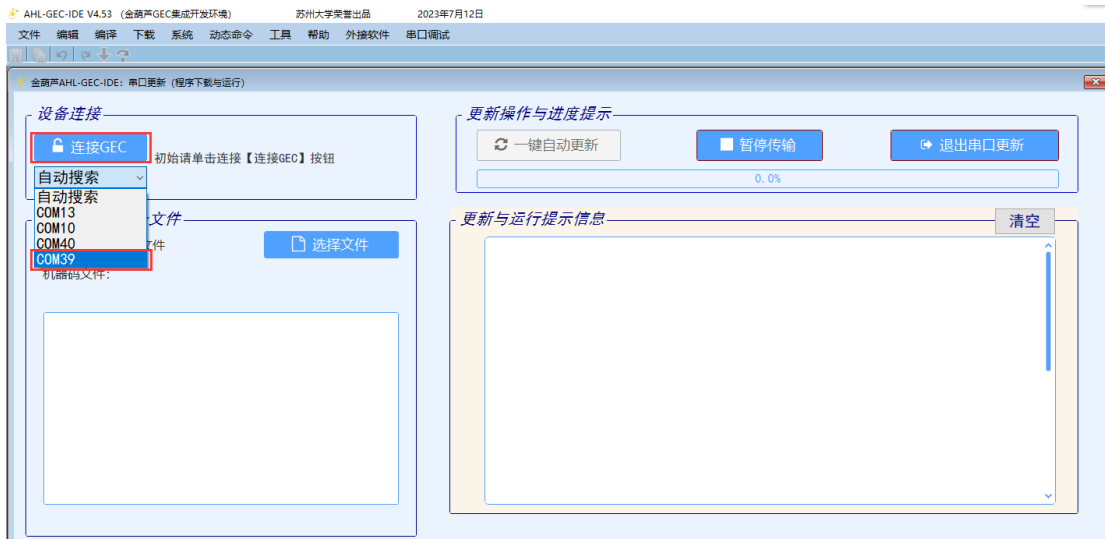 AHL-GEC-IDE V4.53 （金葫芦GEC集成开发环境） 苏州大学荣誉出品 2023年7月12日
文件 编辑 编译 下载 系统 动态命令 工具 帮助 外接软件 串口调试
金葫芦AHL-GEC-IDE：串口更新（程序下载与运行）
设备连接
连接GEC
初始请单击连接【连接GEC】按钮
自动搜索
自动搜索
COM13
COM10
COM40
COM39
文件
文件
选择文件
机器码文件：
更新操作与进度提示
一键自动更新 暂停传输 退出串口更新
0.0%
更新与运行提示信息
清空